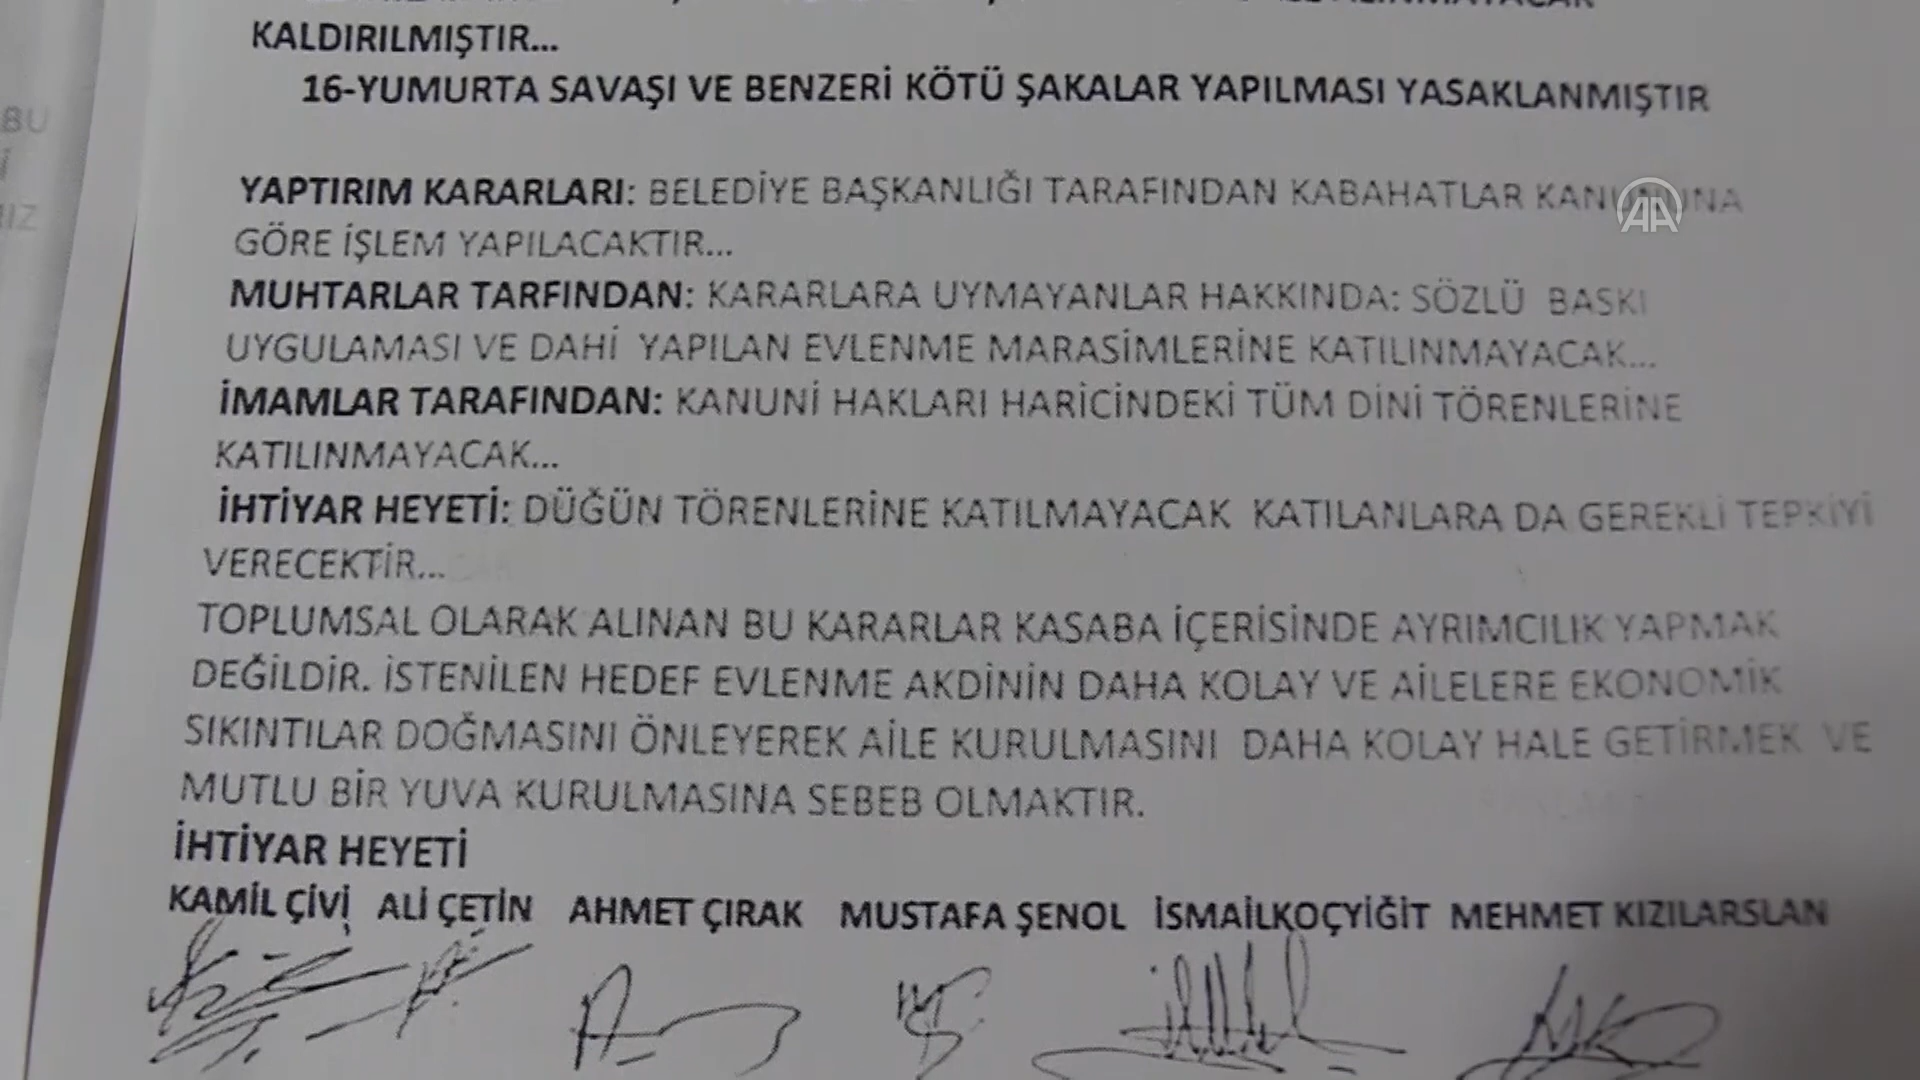 KALDIRILMIŞTIR...
16-YUMURTA SAVAŞI VE BENZERİ KÖTÜ ŞAKALAR YAPILMASI YASAKLANMIŞTIR
BU
IZ
YAPTIRIM KARARLARI: BELEDİYE BAŞKANLIĞI TARAFINDAN KABAHATLAR KANUNUNA
AA
GÖRE İŞLEM YAPILACAKTIR...
MUHTARLAR TARFINDAN: KARARLARA UYMAYANLAR HAKKINDA: SÖZLÜ BASKI
UYGULAMASI VE DAHİ YAPILAN EVLENME MARASİMLERİNE KATILINMAYACAK...
İMAMLAR TARAFINDAN: KANUNİ HAKLARI HARİCİNDEKİ TÜM DİNİ TÖRENLERİNE
KATILINMAYACAK...
İHTİYAR HEYETİ: DÜĞÜN TÖRENLERİNE KATILMAYACAK KATILANLARA DA GEREKLİ TEPKİYİ
VERECEKTİR...
TOPLUMSAL OLARAK ALINAN BU KARARLAR KASABA İÇERİSİNDE AYRIMCILIK YAPMAK
DEĞİLDİR. İSTENİLEN HEDEF EVLENME AKDİNİN DAHA KOLAY VE AİLELERE EKONOMİK
SIKINTILAR DOĞMASINI ÖNLEYEREK AİLE KURULMASINI DAHA KOLAY HALE GETİRMEK VE
MUTLU BİR YUVA KURULMASINA SEBEB OLMAKTIR.
İHTİYAR HEYETİ
KAMİL ÇİVİ ALİ ÇETİN AHMET ÇIRAK MUSTAFA ŞENOL İSMAİLKOÇYİĞİT MEHMET KIZILARSLAN